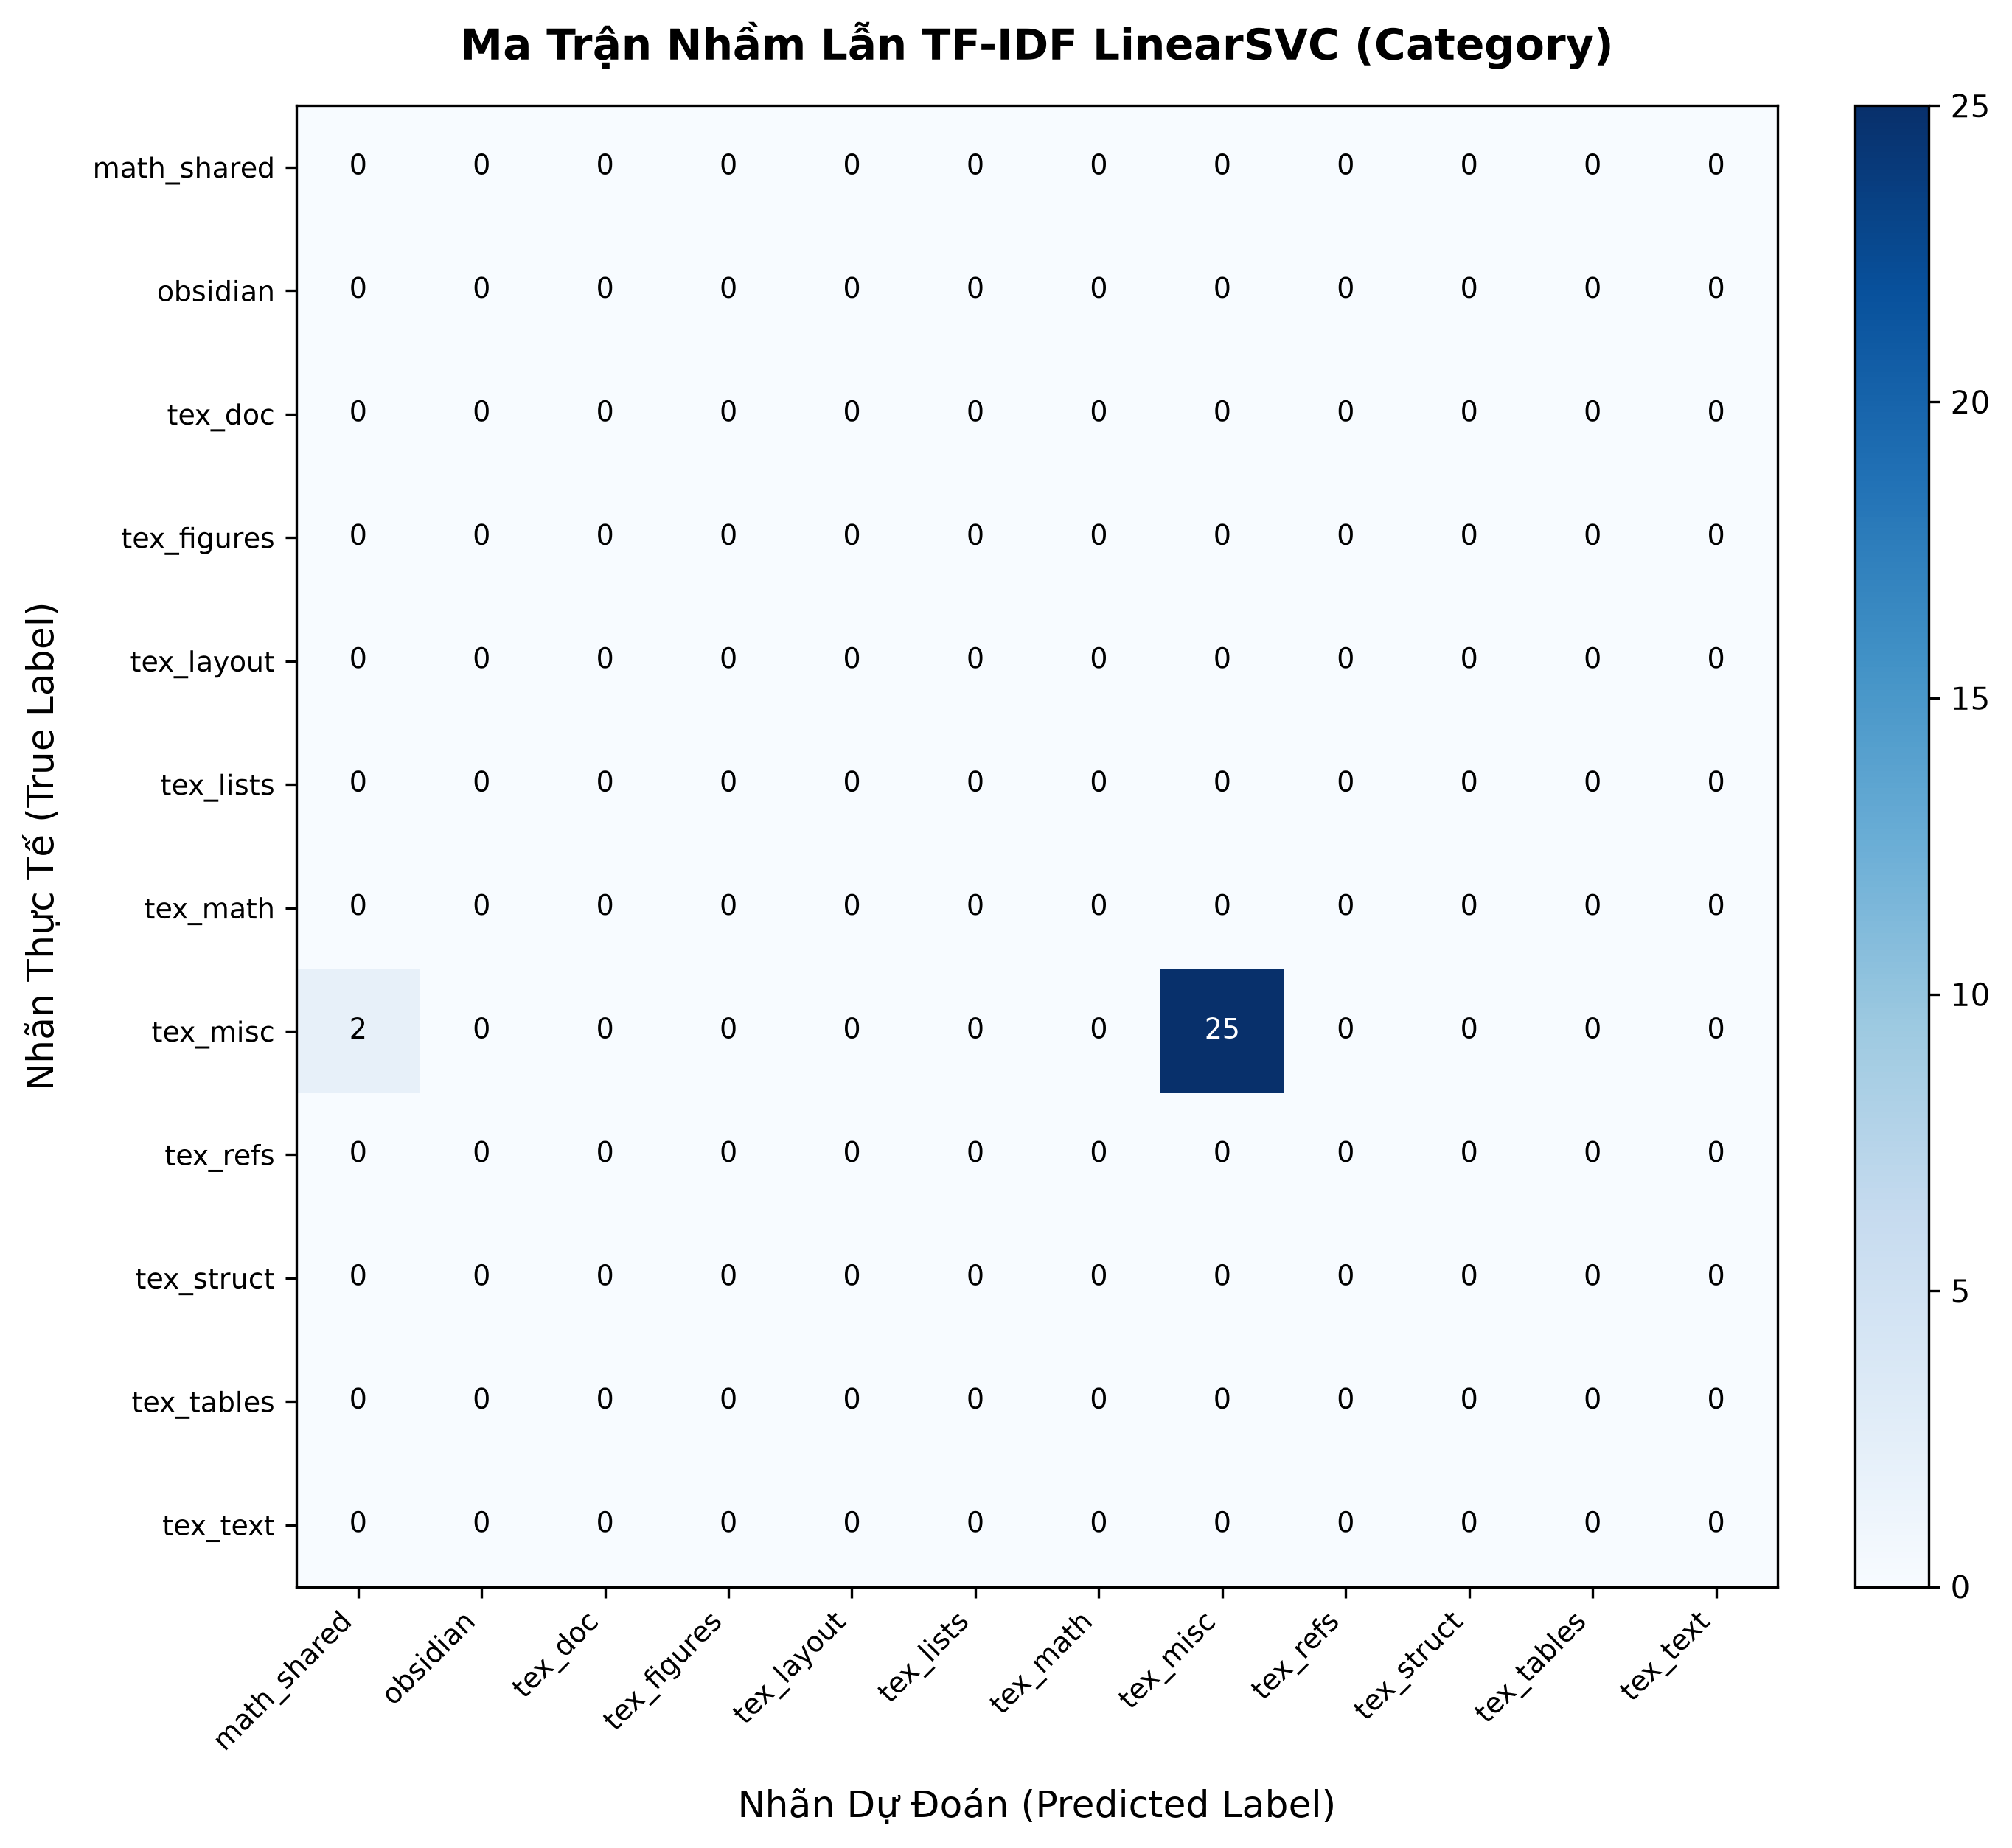 Ma Trận Nhầm Lẫn TF-IDF LinearSVC (Category)
Nhãn Thực Tế (True Label)
math_shared 0 0 0 0 0 0 0 0 0 0 0 0
obsidian 0 0 0 0 0 0 0 0 0 0 0 0
tex_doc 0 0 0 0 0 0 0 0 0 0 0 0
tex_figures 0 0 0 0 0 0 0 0 0 0 0 0
tex_layout 0 0 0 0 0 0 0 0 0 0 0 0
tex_lists 0 0 0 0 0 0 0 0 0 0 0 0
tex_math 0 0 0 0 0 0 0 0 0 0 0 0
tex_misc 2 0 0 0 0 0 0 25 0 0 0 0
tex_refs 0 0 0 0 0 0 0 0 0 0 0 0
tex_struct 0 0 0 0 0 0 0 0 0 0 0 0
tex_tables 0 0 0 0 0 0 0 0 0 0 0 0
tex_text 0 0 0 0 0 0 0 0 0 0 0 0
math_shared obsidian tex_doc tex_figures tex_layout tex_lists tex_math tex_misc tex_refs tex_struct tex_tables tex_text
Nhãn Dự Đoán (Predicted Label)
25
20
15
10
5
0